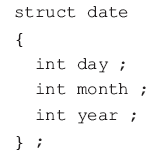 struct date
{
int day ;
int month ;
int year ;
} ;